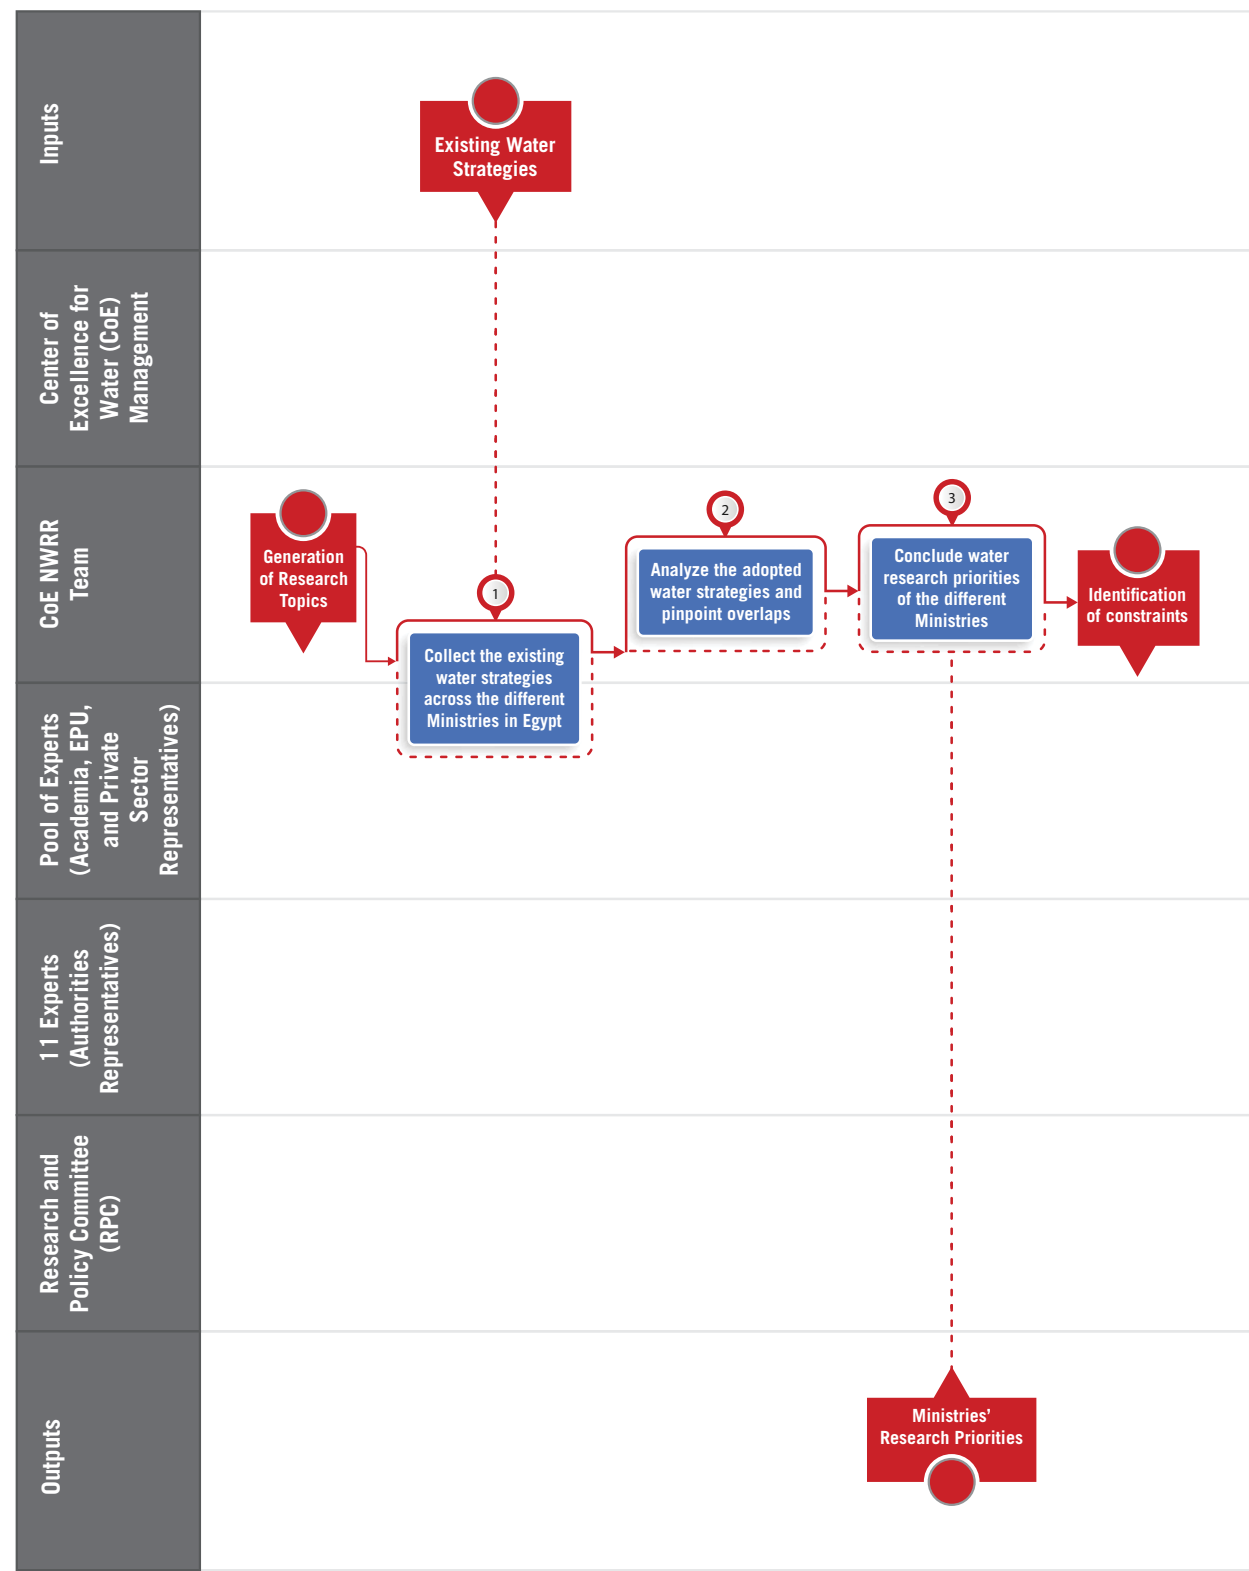 Inputs
Existing Water
Strategies
Center of
Excellence for
Water (CoE)
Management
CoE NWRR
Team
Generation
of Research
Topics
1
Collect the existing
water strategies
across the different
Ministries in Egypt
2
Analyze the adopted
water strategies and
pinpoint overlaps
3
Conclude water
research priorities
of the different
Ministries
Identification
of constraints
Pool of Experts
(Academia, EPU,
and Private
Sector
Representatives)
11 Experts
(Authorities
Representatives)
Research and
Policy Committee
(RPC)
Outputs
Ministries’
Research Priorities